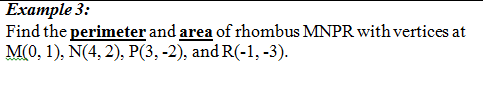 Example 3:
Find the perimeter and area of rhombus MNPR with vertices at
M(0, 1), N(4, 2), P(3, -2), and R(-1, -3).